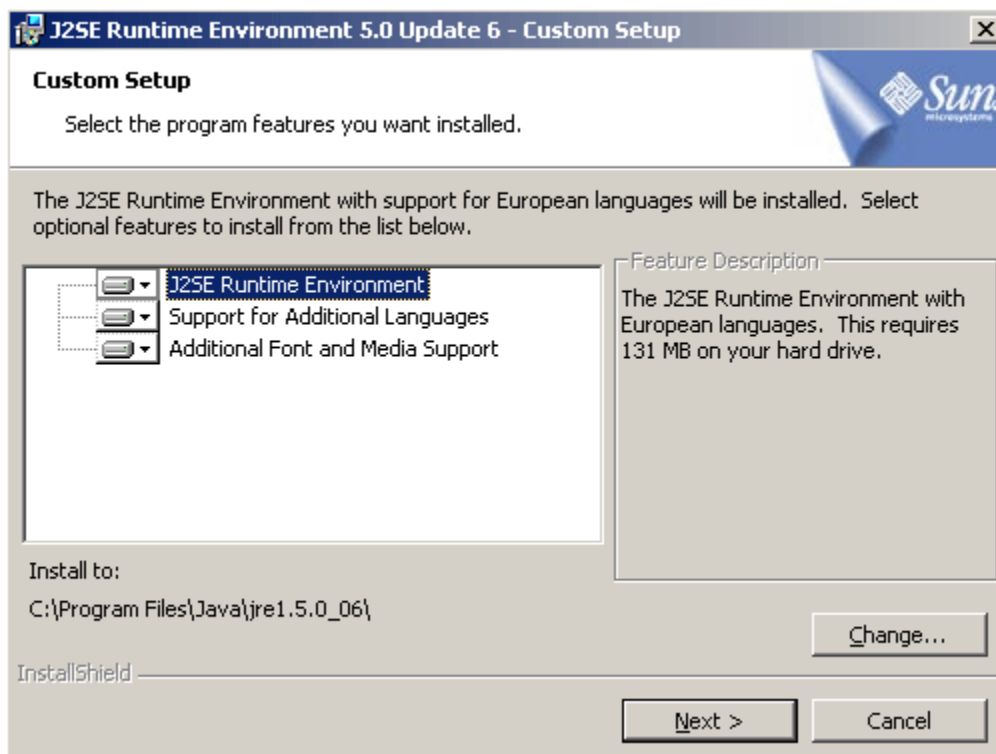 J2SE Runtime Environment 5.0 Update 6 - Custom Setup
Custom Setup
Select the program features you want installed.
Sun
microsystems
The J2SE Runtime Environment with support for European languages will be installed. Select
optional features to install from the list below.
J2SE Runtime Environment
Support for Additional Languages
Additional Font and Media Support
Feature Description
The J2SE Runtime Environment with
European languages. This requires
131 MB on your hard drive.
Install to:
C:\Program Files\Java\jre1.5.0_06\
Change...
InstallShield
Next >
Cancel